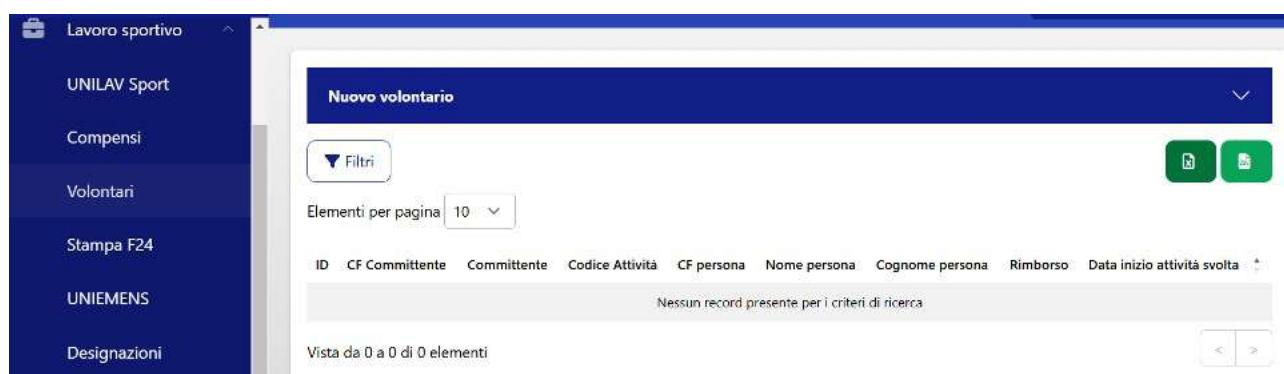 Lavoro sportivo
UNILAV Sport
Compensi
Volontari
Stampa F24
UNIEMENS
Designazioni
Nuovo volontario
Filtri
Elementi per pagina 10
ID CF Committente Committente Codice Attività CF persona Nome persona Cognome persona Rimborso Data inizio attività svolta
Nessun record presente per i criteri di ricerca
Vista da 0 a 0 di 0 elementi
< >